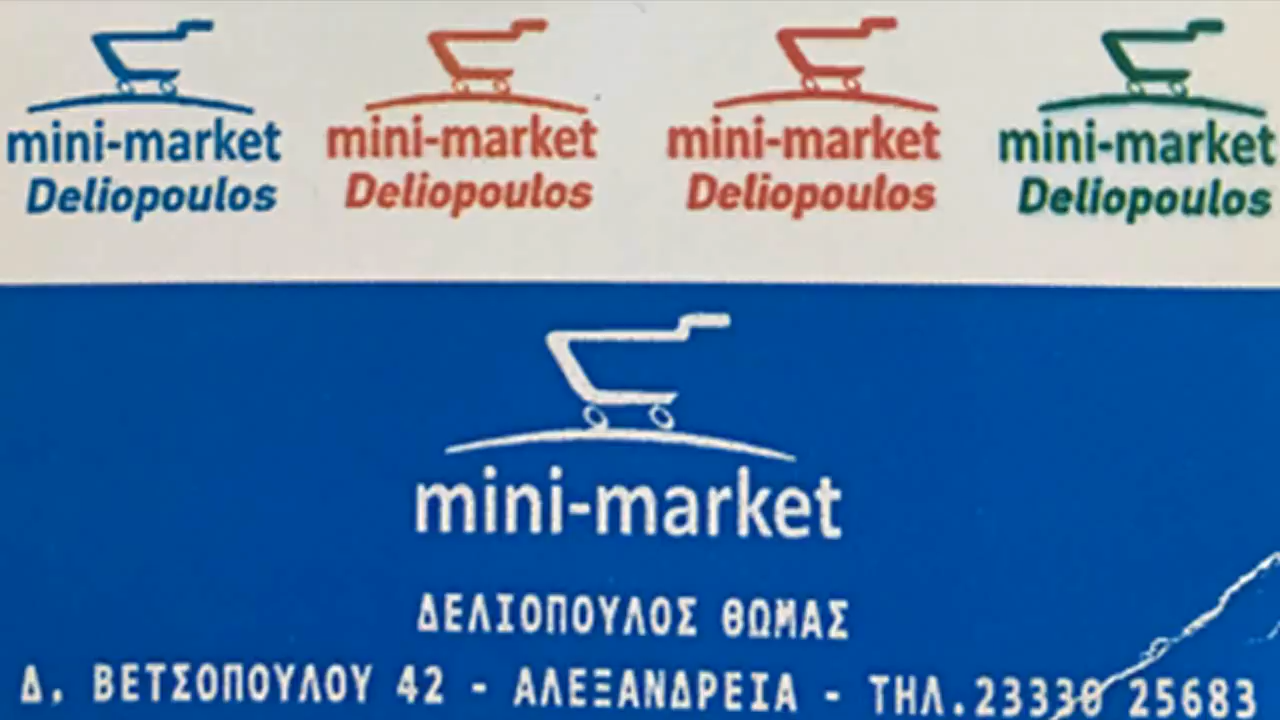 mini-market mini-market mini-market mini-market
Deliopoulos Deliopoulos Deliopoulos Deliopoulos
mini-market
ΔΕΛΙΟΠΟΥΛΟΣ ΘΩΜΑΣ
Δ. ΒΕΤΣΟΠΟΥΛΟΥ 42 - ΑΛΕΞΑΝΔΡΕΙΑ - ΤΗΛ.23330 25683